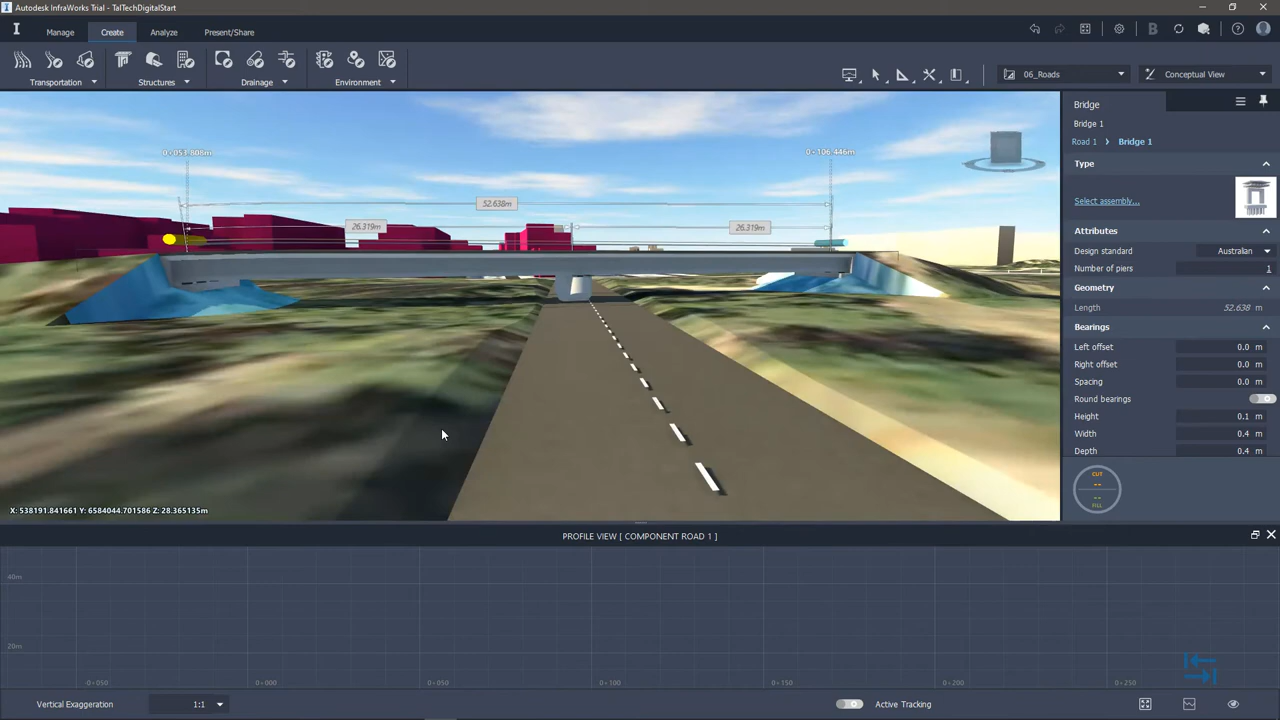 Autodesk InfraWorks Trial - TalTechDigitalStart
Manage Create Analyze Present/Share
Transportation Structures Drainage Environment
06_Roads Conceptual View
0+053.808m 0+106.446m
52.638m
26.319m 26.319m
X: 538191.841661 Y: 6584044.701586 Z: 28.365135m
Bridge
Bridge 1
Road 1 > Bridge 1
Type
Select assembly...
Attributes
Design standard Australian
Number of piers 1
Geometry
Length 52.638 m
Bearings
Left offset 0.0 m
Right offset 0.0 m
Spacing 0.0 m
Round bearings
Height 0.1 m
Width 0.4 m
Depth 0.4 m
CUT
--
--
FILL
PROFILE VIEW [ COMPONENT ROAD 1 ]
40m
20m
-0+050 0+000 0+050 0+100 0+150 0+200 0+250
Vertical Exaggeration 1:1 Active Tracking